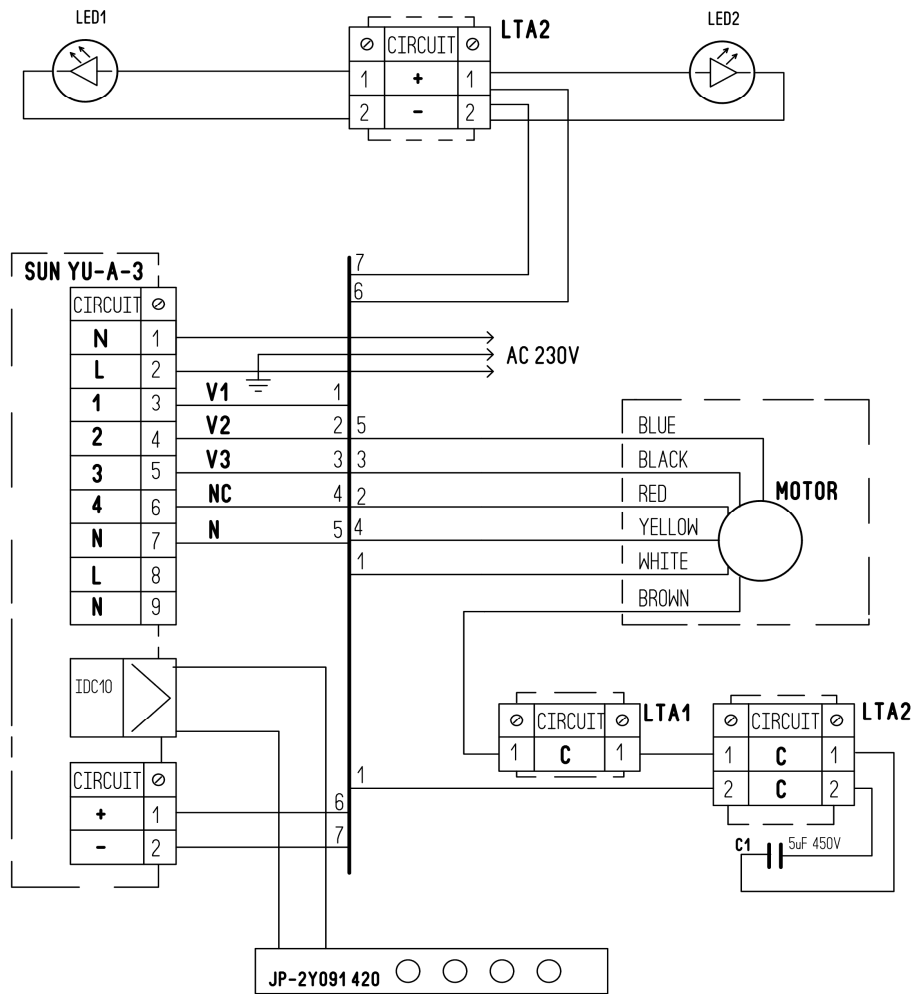 LED1
LTA2
LED2
CIRCUIT
1 + 1
2 - 2
7
6
SUN YU-A-3
CIRCUIT
N 1
L 2
1 3
2 4
3 5
4 6
N 7
L 8
N 9
AC 230V
V1 1
V2 2 5
V3 3 3
NC 4 2
N 5 4
1
BLUE
BLACK
RED
YELLOW
WHITE
BROWN
MOTOR
IDC10
CIRCUIT
+ 1
- 2
1
6
7
CIRCUIT
1 C 1
LTA1
CIRCUIT
1 C 1
2 C 2
LTA2
C1 5uF 450V
JP-2Y091420